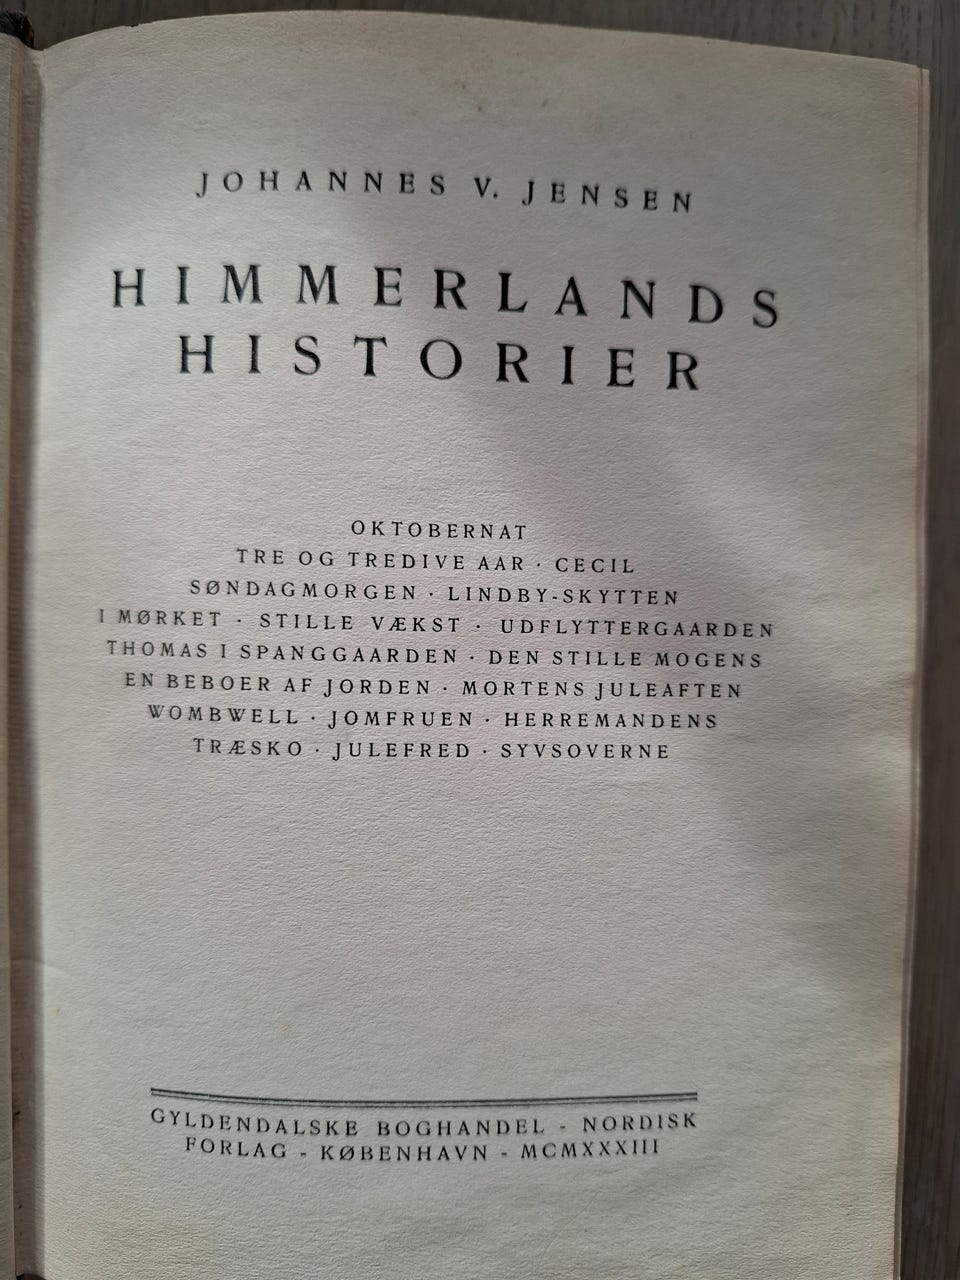 JOHANNES V. JENSEN
HIMMERLANDS
HISTORIER
OKTOBERNAT
TRE OG TREDIVE AAR · CECIL
SØNDAGMORGEN · LINDBY-SKYTTEN
I MØRKET · STILLE VÆKST · UDFLYTTERGAARDEN
THOMAS I SPANGGAARDEN · DEN STILLE MOGENS
EN BEBOER AF JORDEN · MORTENS JULEAFTEN
WOMBWELL · JOMFRUEN · HERREMANDENS
TRÆSKO · JULEFRED · SYVSOVERNE
GYLDENDALSKE BOGHANDEL - NORDISK
FORLAG - KØBENHAVN - MCMXXXIII